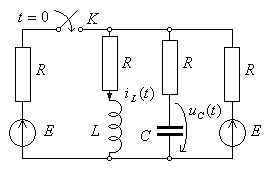 t = 0 K
R R R R
i_L(t)
u_C(t)
E L C E